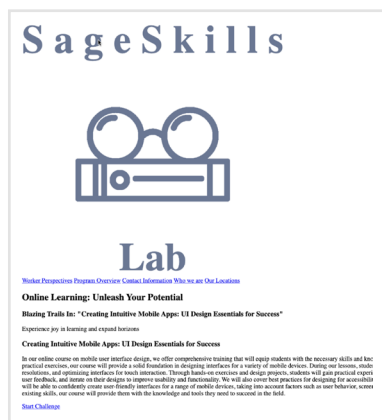 SageSkills
Lab
Worker Perspectives Program Overview Contact Information Who we are Our Locations
Online Learning: Unleash Your Potential
Blazing Trails In: "Creating Intuitive Mobile Apps: UI Design Essentials for Success"
Experience joy in learning and expand horizons
Creating Intuitive Mobile Apps: UI Design Essentials for Success
In our online course on mobile user interface design, we offer comprehensive training that will equip students with the necessary skills and
practical exercises, our course will provide a solid foundation in designing interfaces for a variety of mobile devices. During our lessons,
resolutions, and optimizing interfaces for touch interaction. Through hands-on exercises and design projects, students will gain practical
user feedback, and iterate on their designs to improve usability and functionality. We will also cover best practices for designing for
will be able to confidently create user-friendly interfaces for a range of mobile devices, taking into account factors such as user behavior,
existing skills, our course will provide them with the knowledge and tools they need to succeed in the field.
Start Challenge